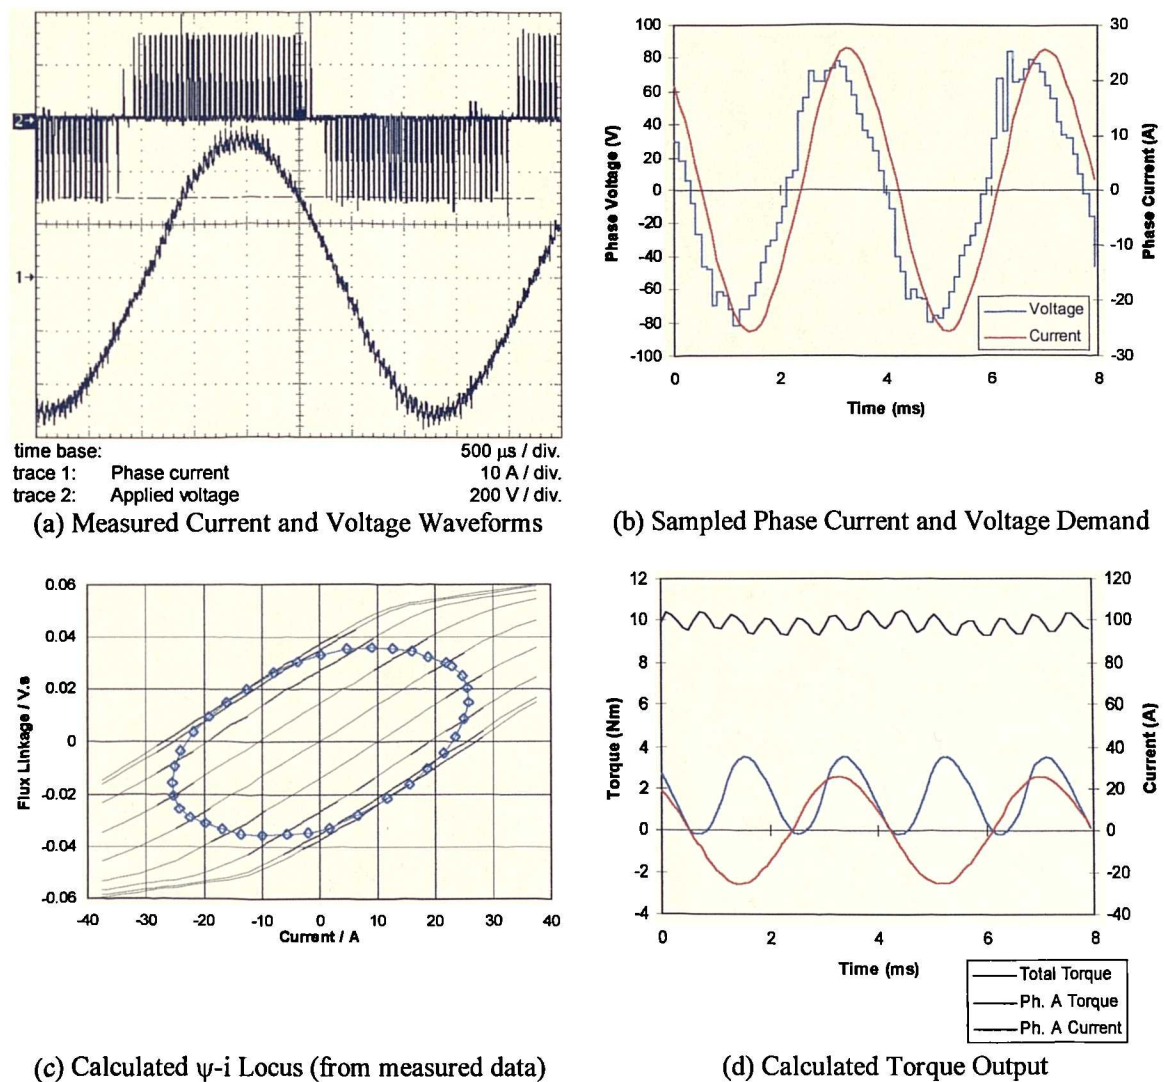 2→
1→
time base: 500 µs / div.
trace 1: Phase current 10 A / div.
trace 2: Applied voltage 200 V / div.
(a) Measured Current and Voltage Waveforms
100
80
60
40
20
0
-20
-40
-60
-80
-100
Phase Voltage (V)
30
20
10
0
-10
-20
-30
Phase Current (A)
Voltage
Current
0 2 4 6 8
Time (ms)
(b) Sampled Phase Current and Voltage Demand
0.06
0.04
0.02
0
-0.02
-0.04
-0.06
Flux Linkage / V.s
-40 -30 -20 -10 0 10 20 30 40
Current / A
(c) Calculated ψ-i Locus (from measured data)
12
10
8
6
4
2
0
-2
-4
Torque (Nm)
120
100
80
60
40
20
0
-20
-40
Current (A)
0 2 4 6 8
Time (ms)
Total Torque
Ph. A Torque
Ph. A Current
(d) Calculated Torque Output